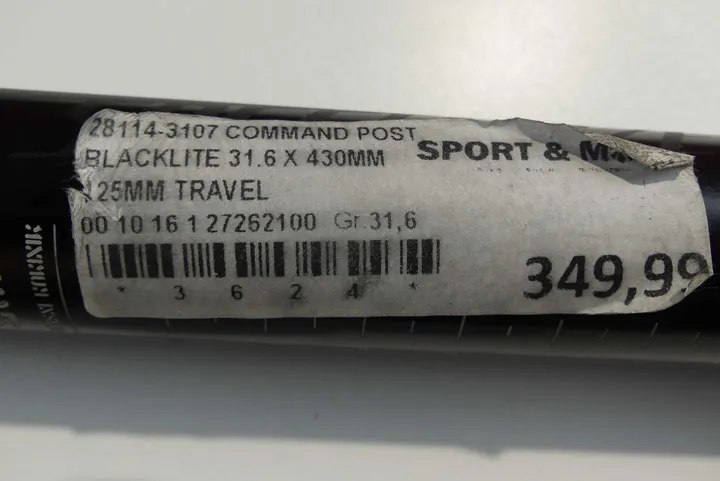 28114-3107 COMMAND POST
BLACKLITE 31.6 X 430MM
SPORT &
125MM TRAVEL
00 10 16 1 27262100 Gr.31,6
* 3 6 2 4 *
349,99